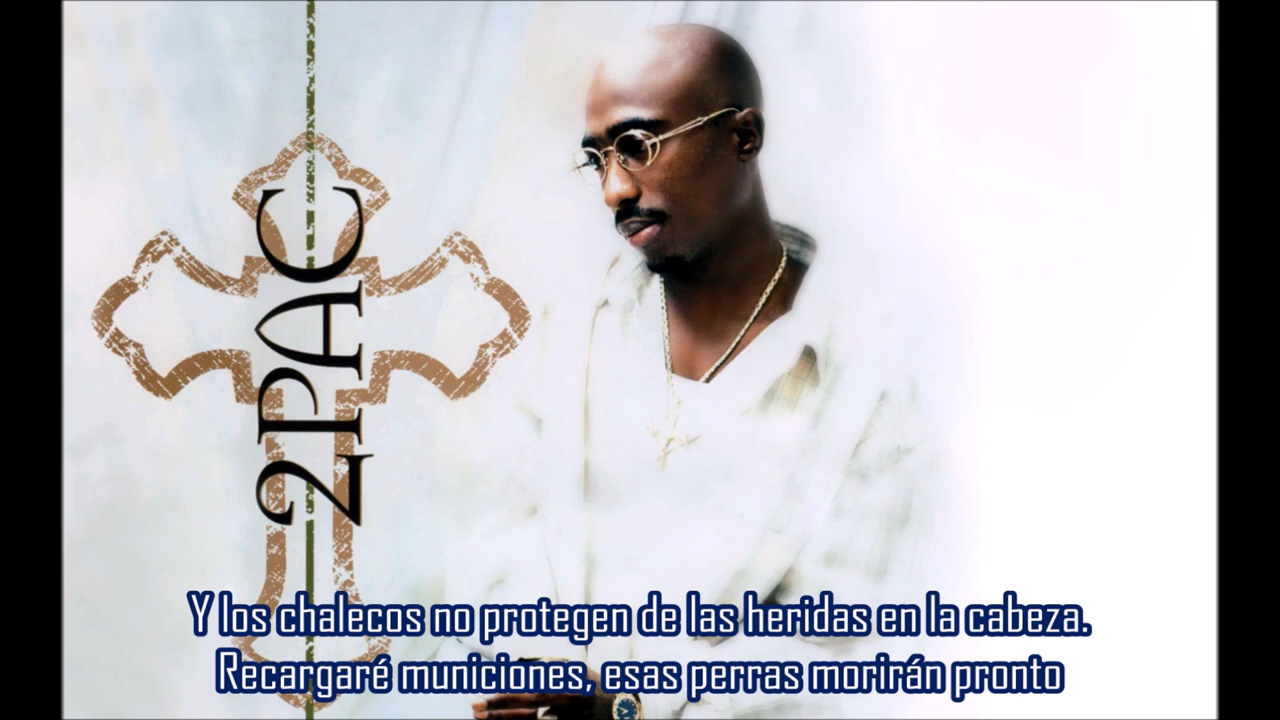 2PAC
Y los chalecos no protegen de las heridas en la cabeza.
Recargaré municiones, esas perras morirán pronto